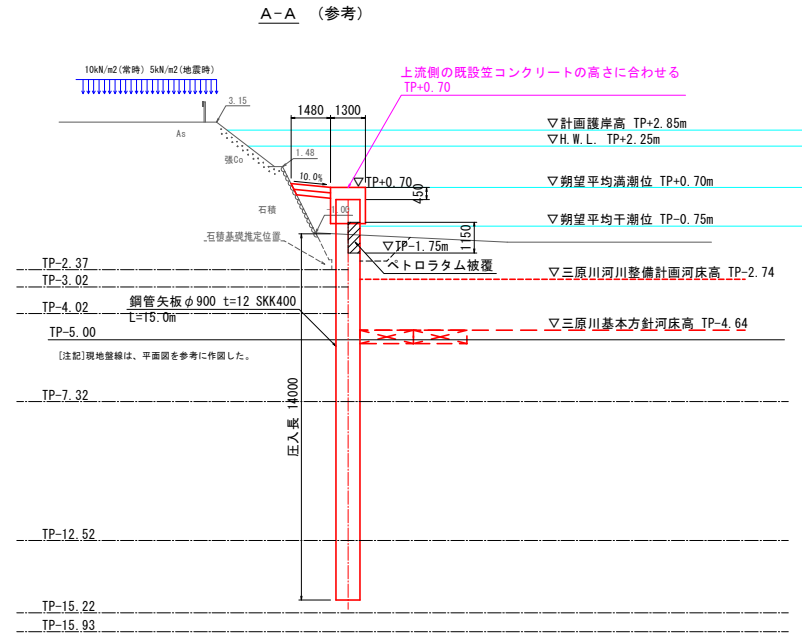 A-A （参考）
10kN/m2(常時) 5kN/m2(地震時)
上流側の既設笠コンクリートの高さに合わせる
TP+0.70
3.15
1480 1300
As
▽計画護岸高 TP+2.85m
▽H.W.L. TP+2.25m
張Co
1.48
10.0%
▽TP+0.70
450
▽朔望平均満潮位 TP+0.70m
石積
-1.00
▽朔望平均干潮位 TP-0.75m
石積基礎推定位置
▽TP-1.75m
1150
ペトロラタム被覆
TP-2.37
▽三原川河川整備計画河床高 TP-2.74
TP-3.02
鋼管矢板φ900 t=12 SKK400
L=15.0m
TP-4.02
▽三原川基本方針河床高 TP-4.64
TP-5.00
[注記]現地盤線は、平面図を参考に作図した。
TP-7.32
圧入長 14000
TP-12.52
TP-15.22
TP-15.93